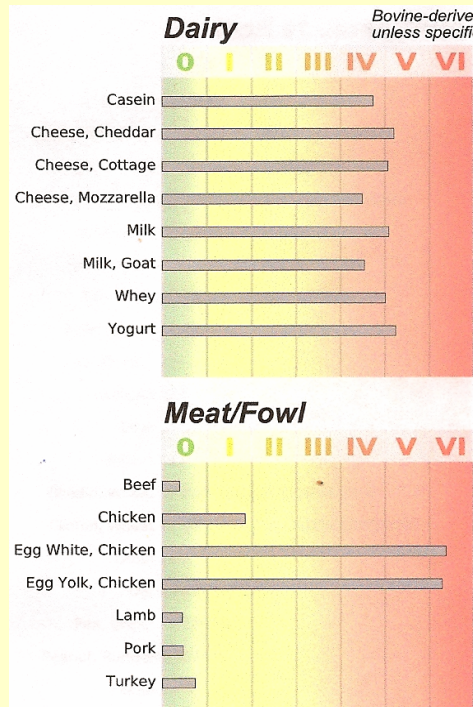 Dairy
Bovine-derive
unless specifi
0 I II III IV V VI
Casein
Cheese, Cheddar
Cheese, Cottage
Cheese, Mozzarella
Milk
Milk, Goat
Whey
Yogurt
Meat/Fowl
0 I II III IV V VI
Beef
Chicken
Egg White, Chicken
Egg Yolk, Chicken
Lamb
Pork
Turkey